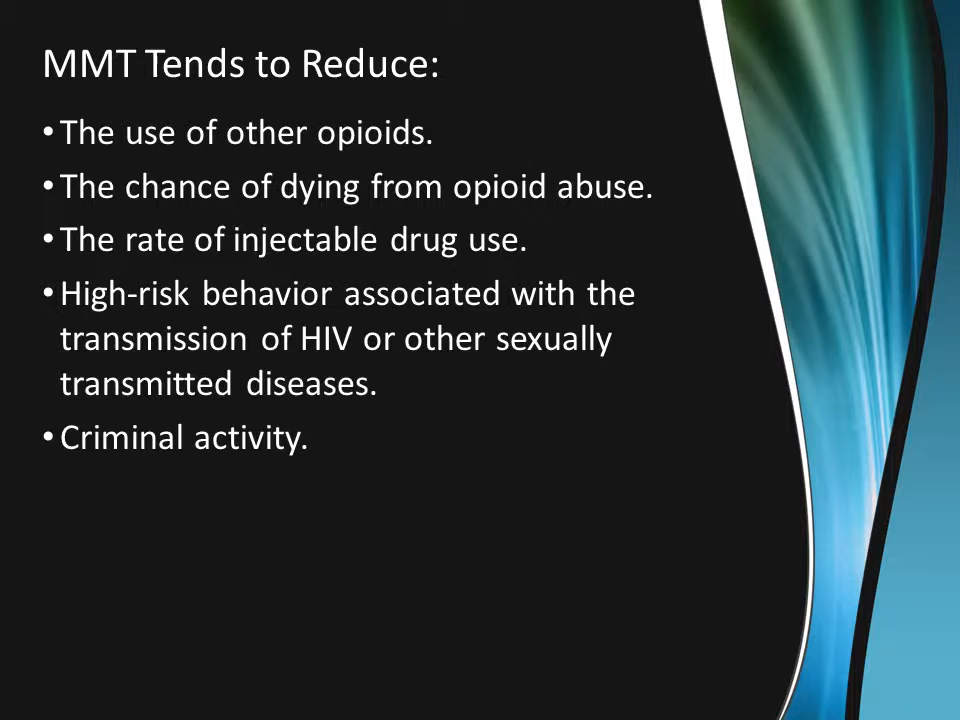 MMT Tends to Reduce:
• The use of other opioids.
• The chance of dying from opioid abuse.
• The rate of injectable drug use.
• High-risk behavior associated with the
transmission of HIV or other sexually
transmitted diseases.
• Criminal activity.